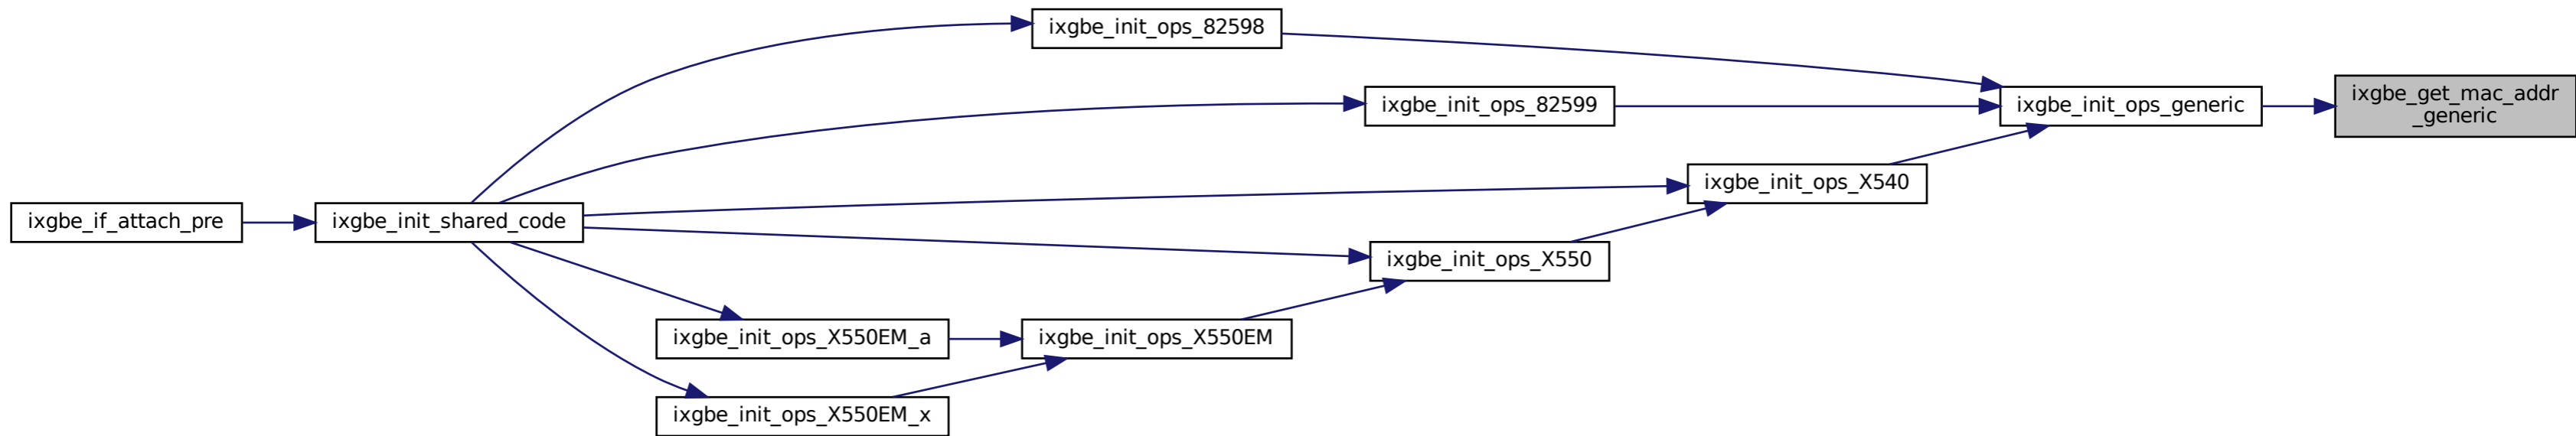 ixgbe_init_ops_82598
ixgbe_init_ops_82599
ixgbe_init_ops_generic
ixgbe_get_mac_addr
_generic
ixgbe_init_ops_X540
ixgbe_if_attach_pre
ixgbe_init_shared_code
ixgbe_init_ops_X550
ixgbe_init_ops_X550EM_a
ixgbe_init_ops_X550EM
ixgbe_init_ops_X550EM_x